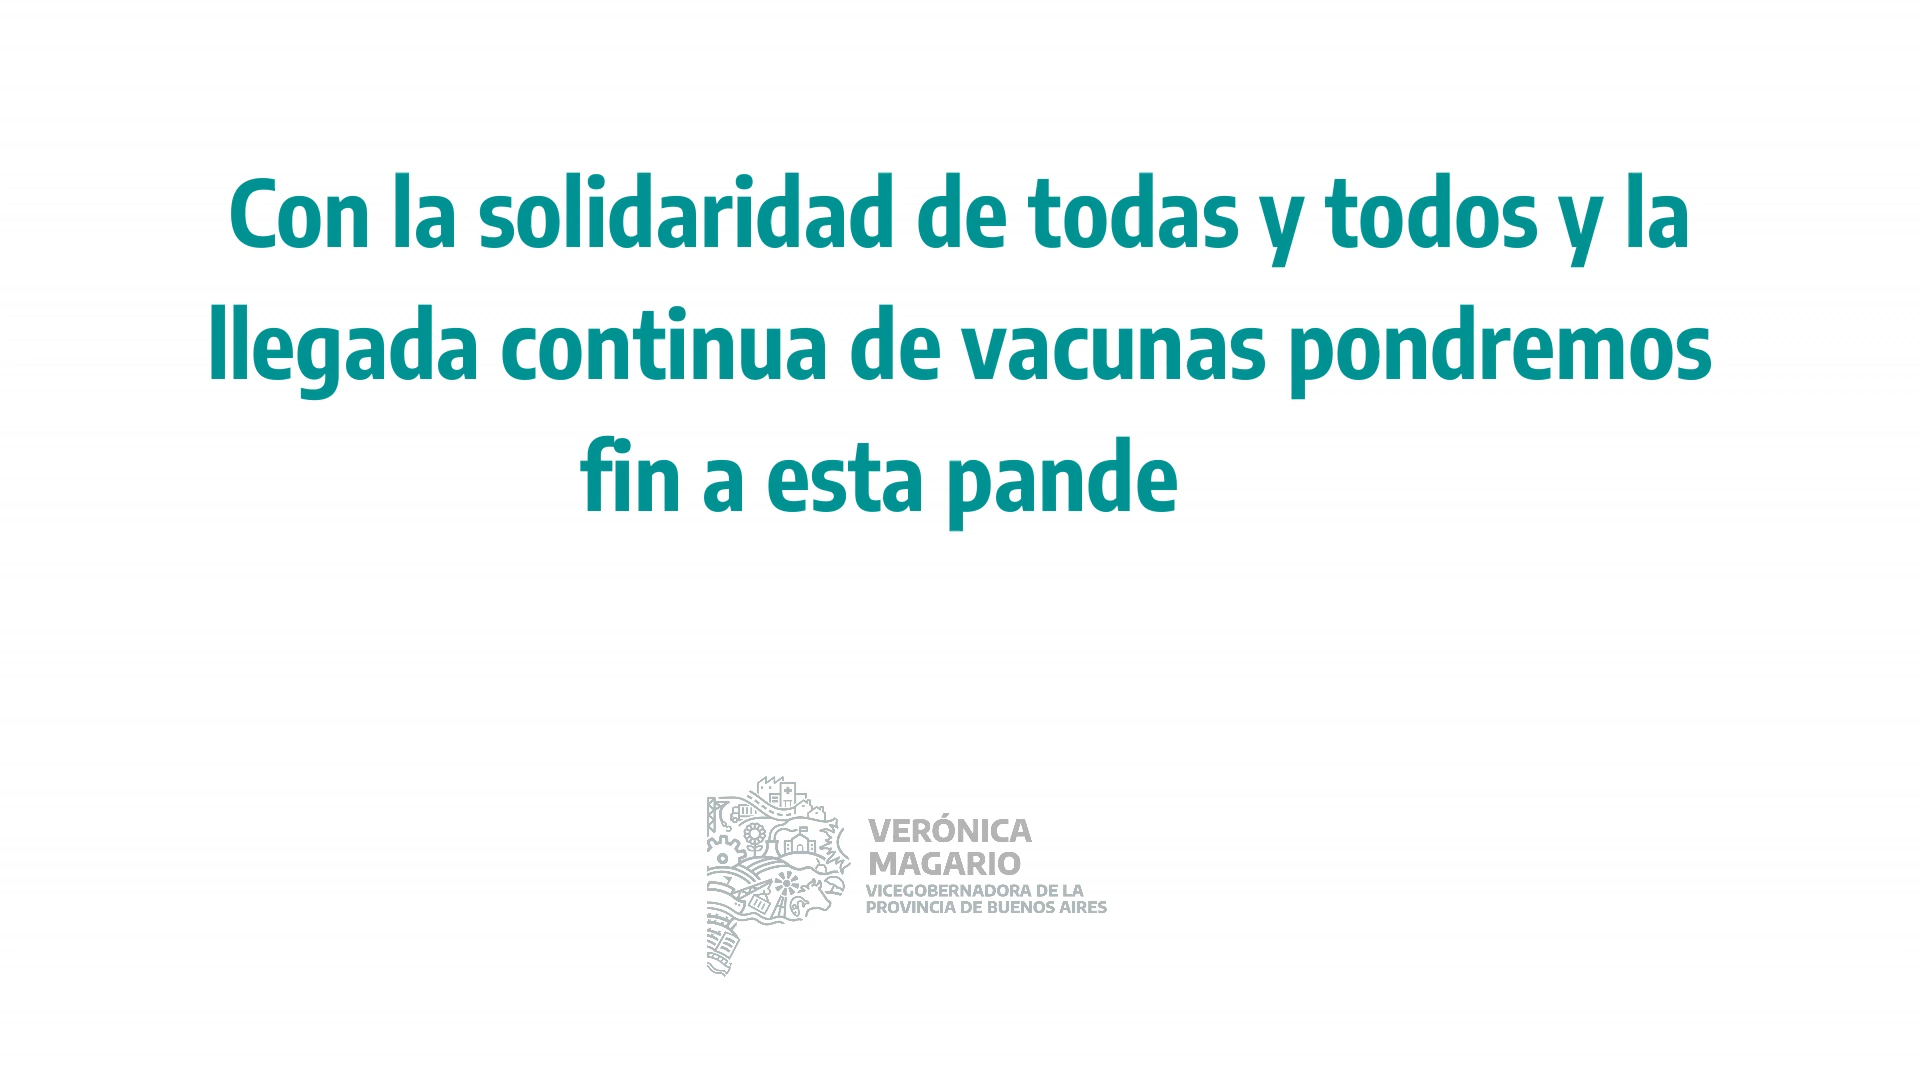 Con la solidaridad de todas y todos y la
llegada continua de vacunas pondremos
fin a esta pande
VERÓNICA
MAGARIO
VICEGOBERNADORA DE LA
PROVINCIA DE BUENOS AIRES